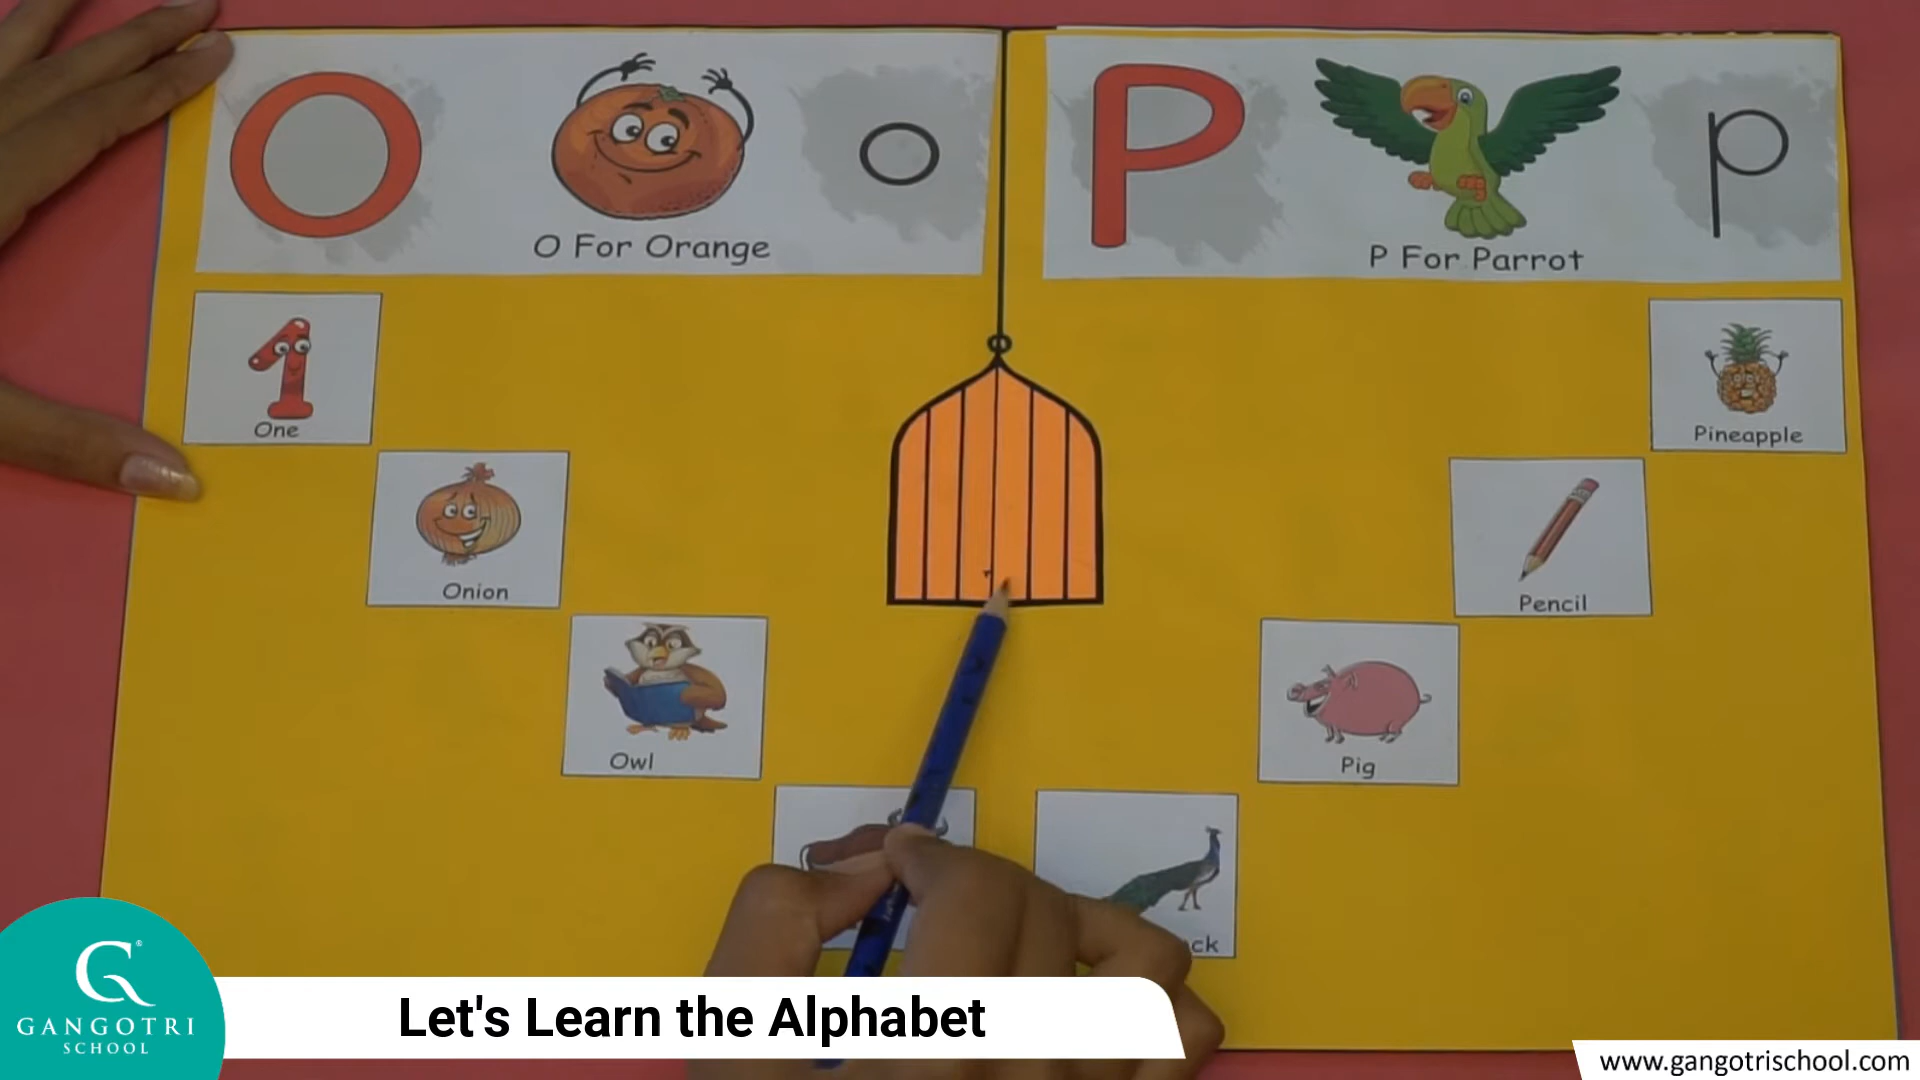 O o
O For Orange
P p
P For Parrot
One
Pineapple
Onion
Pencil
Owl
Pig
ck
G®
GANGOTRI
SCHOOL
Let's Learn the Alphabet
www.gangotrischool.com